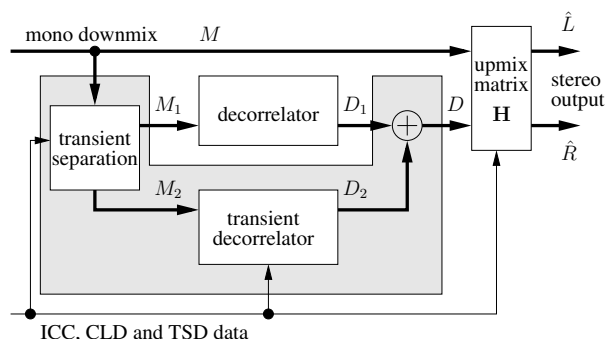 mono downmix
M
L̂
upmix
matrix
H
stereo
output
R̂
M₁
decorrelator
D₁
D
transient
separation
M₂
D₂
transient
decorrelator
ICC, CLD and TSD data